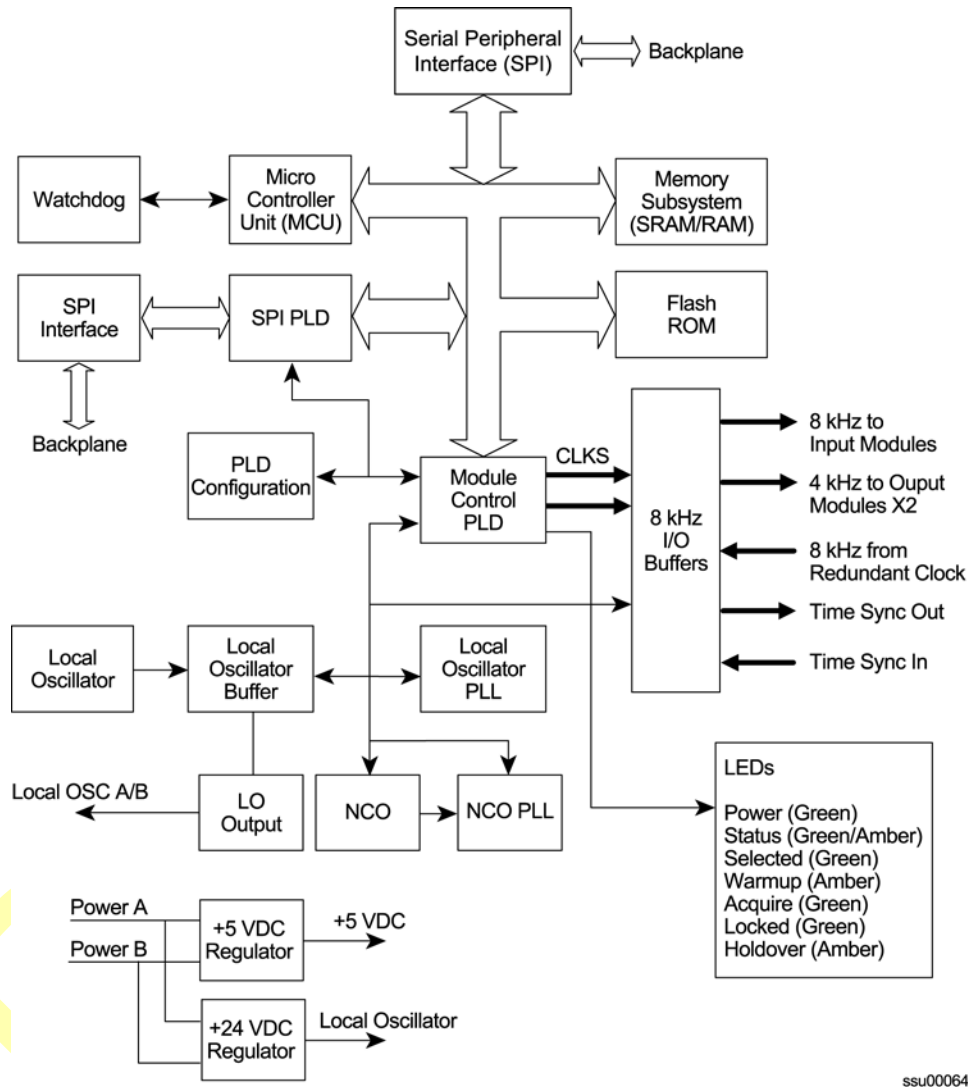 Serial Peripheral
Interface (SPI)
Backplane
Watchdog
Micro
Controller
Unit (MCU)
Memory
Subsystem
(SRAM/RAM)
SPI
Interface
SPI PLD
Flash
ROM
Backplane
PLD
Configuration
Module
Control
PLD
CLKS
8 kHz
I/O
Buffers
8 kHz to
Input Modules
4 kHz to Ouput
Modules X2
8 kHz from
Redundant Clock
Time Sync Out
Time Sync In
Local
Oscillator
Local
Oscillator
Buffer
Local
Oscillator
PLL
Local OSC A/B
LO
Output
NCO
NCO PLL
LEDs
Power (Green)
Status (Green/Amber)
Selected (Green)
Warmup (Amber)
Acquire (Green)
Locked (Green)
Holdover (Amber)
Power A
Power B
+5 VDC
Regulator
+5 VDC
+24 VDC
Regulator
Local Oscillator
ssu00064